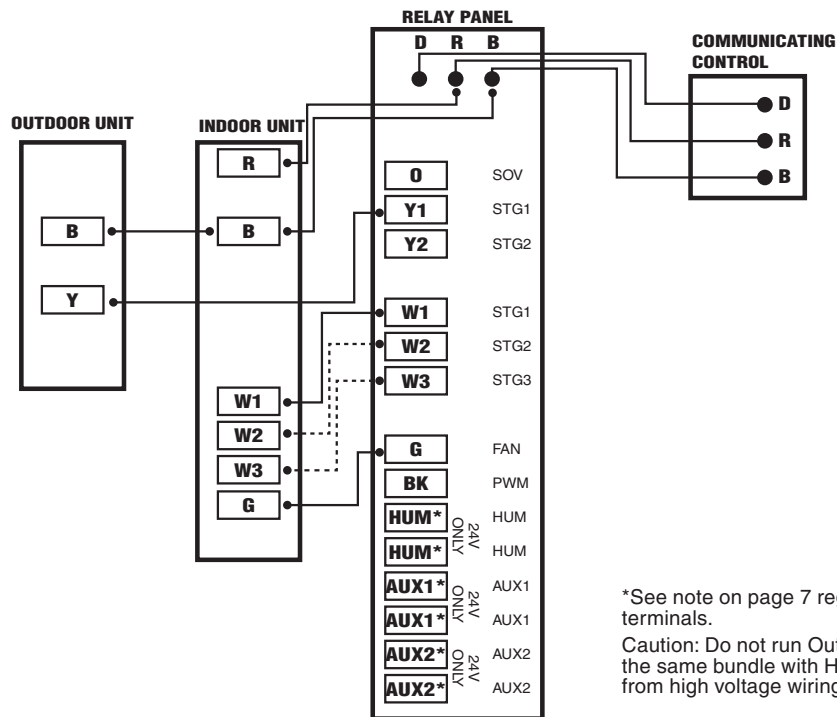 RELAY PANEL
D R B
COMMUNICATING
CONTROL
D
R
B
OUTDOOR UNIT
B
Y
INDOOR UNIT
R
B
W1
W2
W3
G
O SOV
Y1 STG1
Y2 STG2
W1 STG1
W2 STG2
W3 STG3
G FAN
BK PWM
HUM* HUM
24V
ONLY
HUM* HUM
AUX1* AUX1
24V
ONLY
AUX1* AUX1
AUX2* AUX2
24V
ONLY
AUX2* AUX2
*See note on page 7
terminals.
Caution: Do not run
the same bundle with
from high voltage wiring